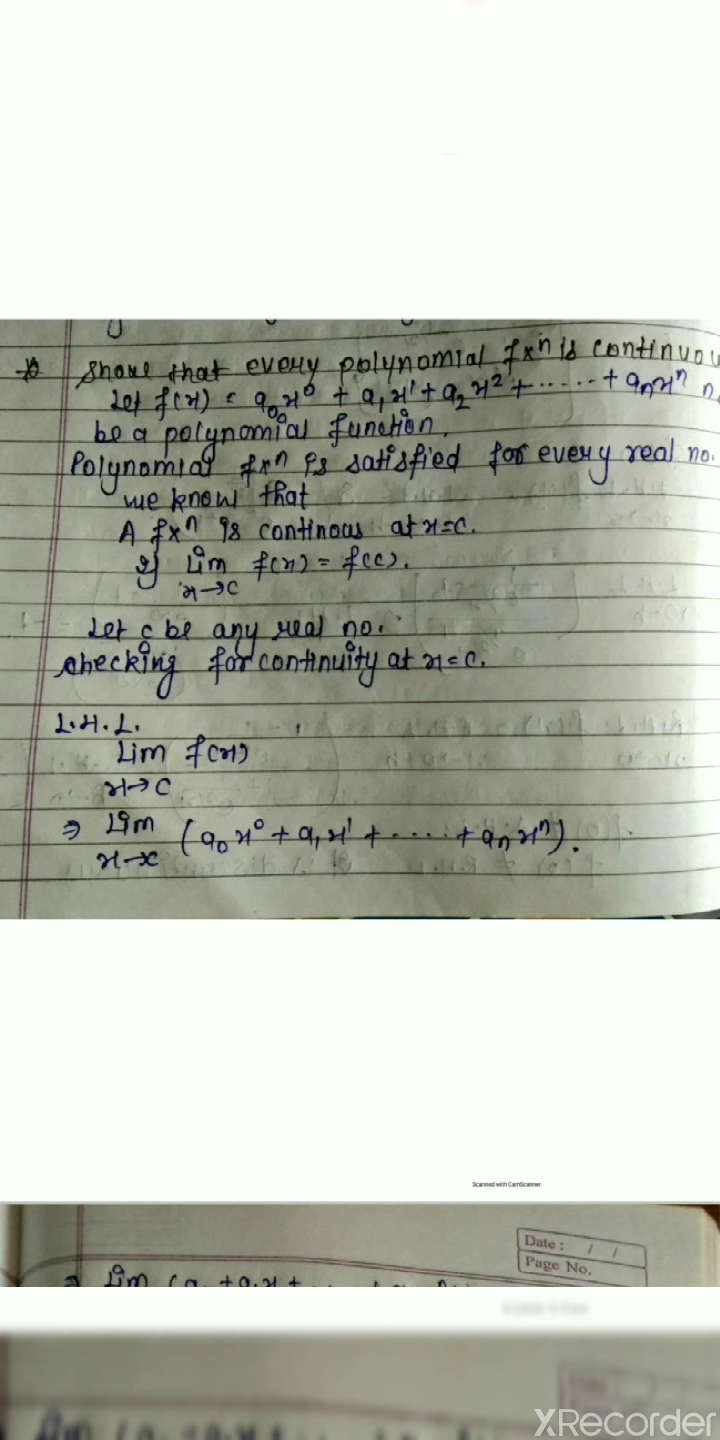 Show that every polynomial fxⁿ is continuou
Let f(x) = a₀x⁰ + a₁x¹ + a₂x² + ...... + aₙxⁿ n
be a polynomial function.
Polynomial fxⁿ is satisfied for every real no.
we know that
A fxⁿ is continous at x=c.
If Lim f(x) = f(c).
x→c
Let c be any real no.
checking for continuity at x=c.
L.H.L.
Lim f(x)
x→c
⇒ Lim (a₀x⁰ + a₁x¹ + ..... + aₙxⁿ).
x→c
Scanned with CamScanner
Date: / /
Page No.
⇒ Lim
XRecorder